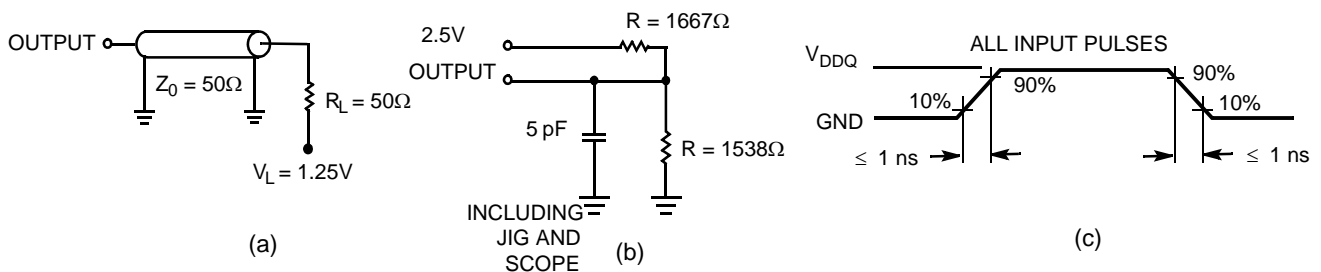 OUTPUT
Z0 = 50Ω
RL = 50Ω
VL = 1.25V
(a)
R = 1667Ω
2.5V
OUTPUT
5 pF
R = 1538Ω
INCLUDING
JIG AND
SCOPE
(b)
ALL INPUT PULSES
VDDQ
GND
10%
90%
90%
10%
≤ 1 ns
≤ 1 ns
(c)